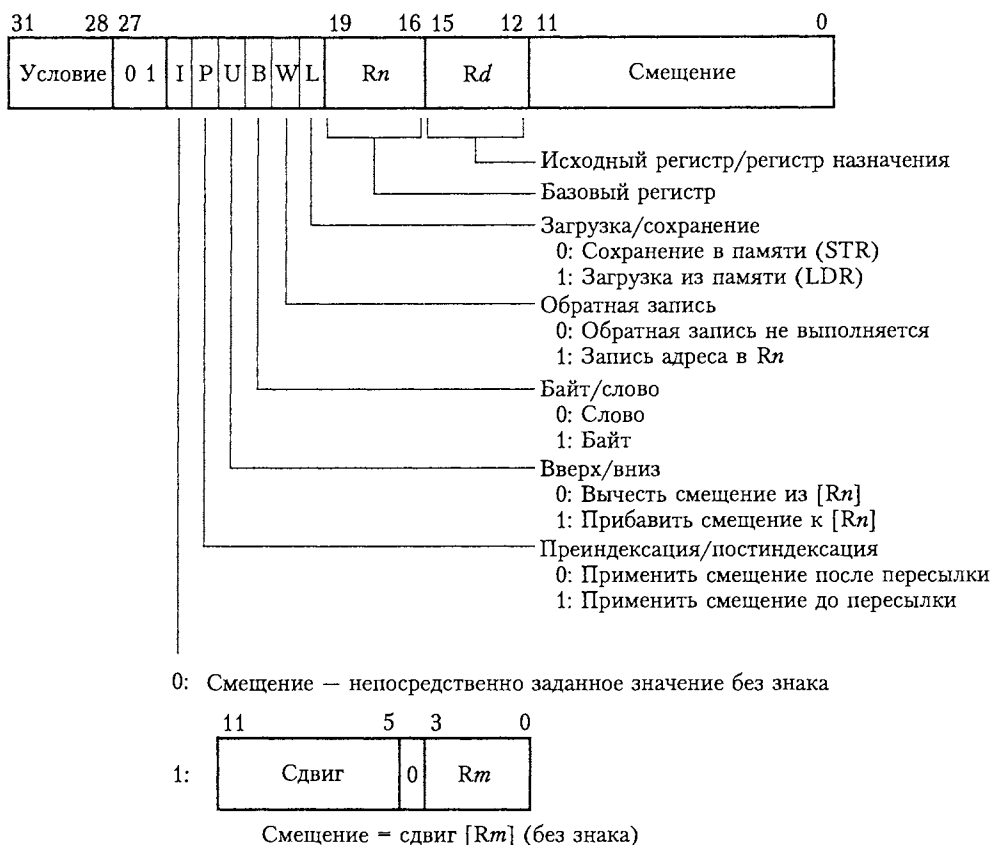 31 28 27 19 16 15 12 11 0
Условие 0 1 I P U B W L Rn Rd Смещение
Исходный регистр/регистр назначения
Базовый регистр
Загрузка/сохранение
0: Сохранение в памяти (STR)
1: Загрузка из памяти (LDR)
Обратная запись
0: Обратная запись не выполняется
1: Запись адреса в Rn
Байт/слово
0: Слово
1: Байт
Вверх/вниз
0: Вычесть смещение из [Rn]
1: Прибавить смещение к [Rn]
Преиндексация/постиндексация
0: Применить смещение после пересылки
1: Применить смещение до пересылки
0: Смещение — непосредственно заданное значение без знака
11 5 3 0
1: Сдвиг 0 Rm
Смещение = сдвиг [Rm] (без знака)